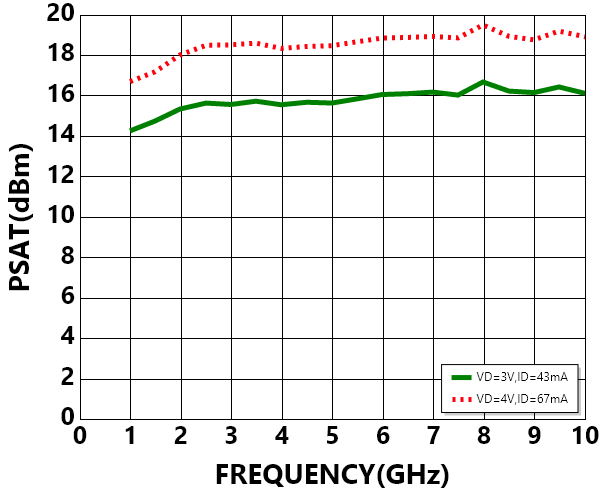 20
18
16
14
12
10
8
6
4
2
0
PSAT(dBm)
VD=3V,ID=43mA
VD=4V,ID=67mA
0 1 2 3 4 5 6 7 8 9 10
FREQUENCY(GHz)